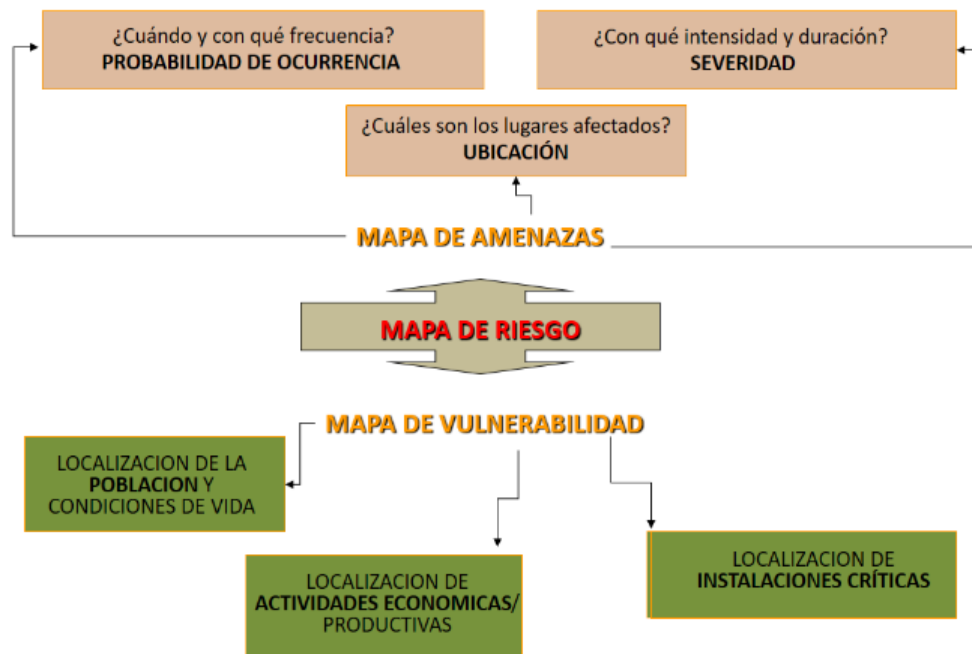 ¿Cuándo y con qué frecuencia?
PROBABILIDAD DE OCURRENCIA
¿Con qué intensidad y duración?
SEVERIDAD
¿Cuáles son los lugares afectados?
UBICACIÓN
MAPA DE AMENAZAS
MAPA DE RIESGO
MAPA DE VULNERABILIDAD
LOCALIZACION DE LA
POBLACION Y
CONDICIONES DE VIDA
LOCALIZACION DE
ACTIVIDADES ECONOMICAS/
PRODUCTIVAS
LOCALIZACION DE
INSTALACIONES CRÍTICAS